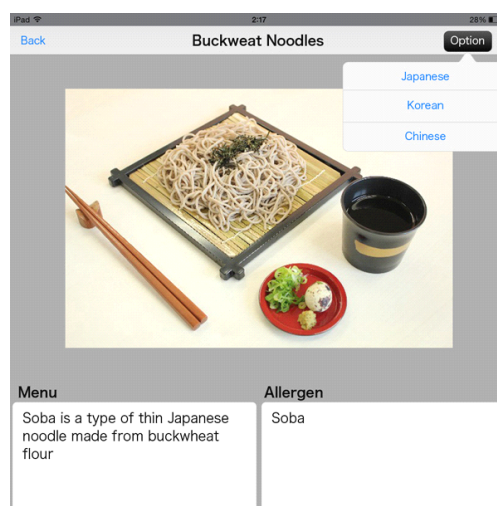 iPad 2:17 28%
Back Buckweat Noodles Option
Japanese
Korean
Chinese
Menu
Soba is a type of thin Japanese
noodle made from buckwheat
flour
Allergen
Soba